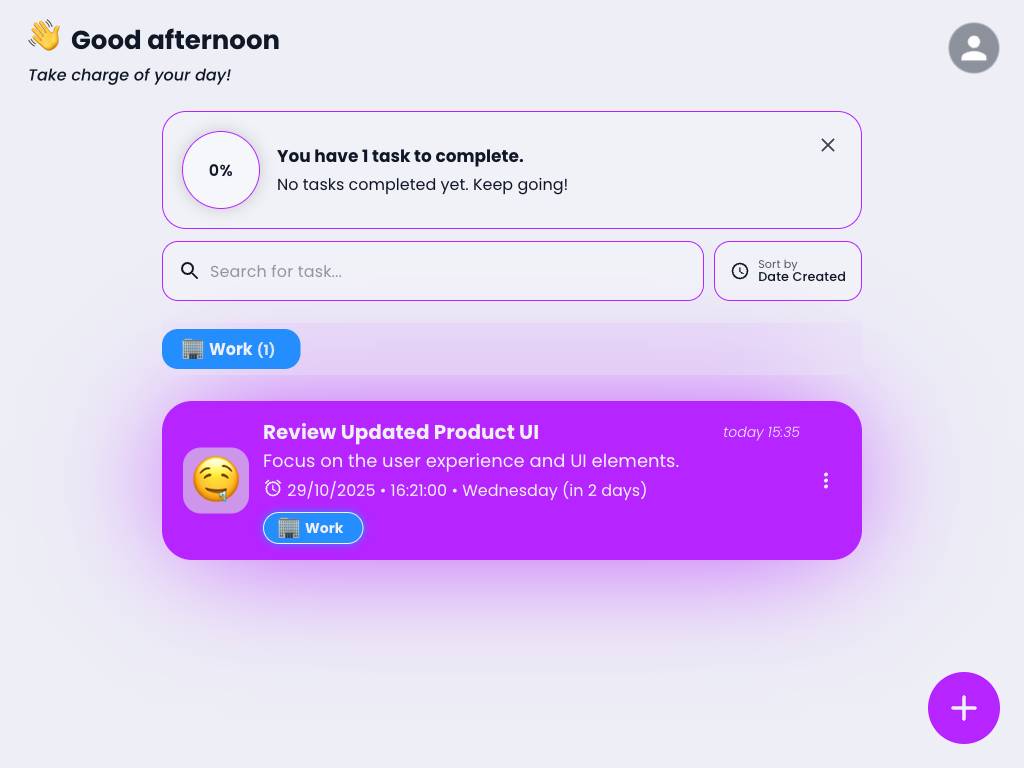 Good afternoon
Take charge of your day!
0%
You have 1 task to complete.
No tasks completed yet. Keep going!
Search for task...
Sort by
Date Created
Work (1)
Review Updated Product UI
today 15:35
Focus on the user experience and UI elements.
29/10/2025 • 16:21:00 • Wednesday (in 2 days)
Work